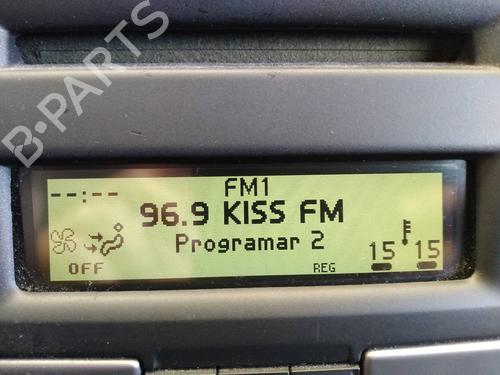 B-PARTS
--:--
FM1
96.9 KISS FM
Programar 2
OFF
REG
15 15